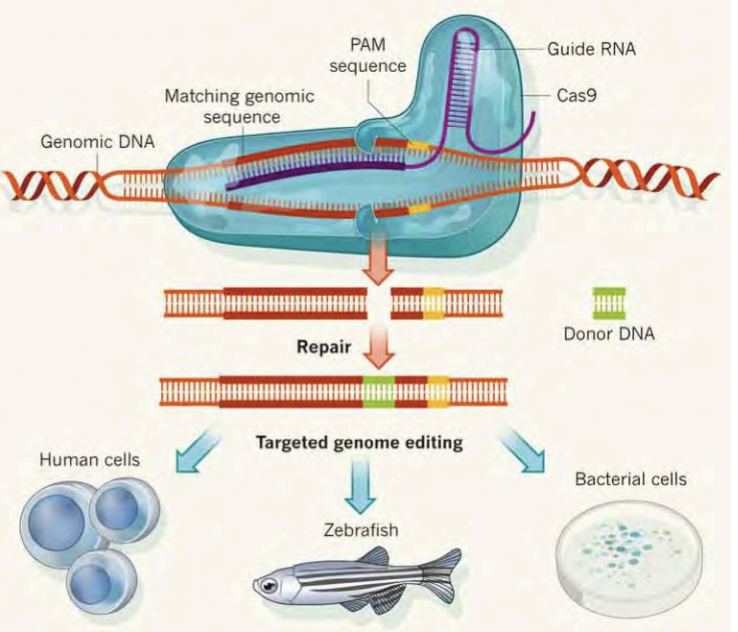 PAM
sequence
Guide RNA
Cas9
Matching genomic
sequence
Genomic DNA
Donor DNA
Repair
Targeted genome editing
Human cells
Zebrafish
Bacterial cells